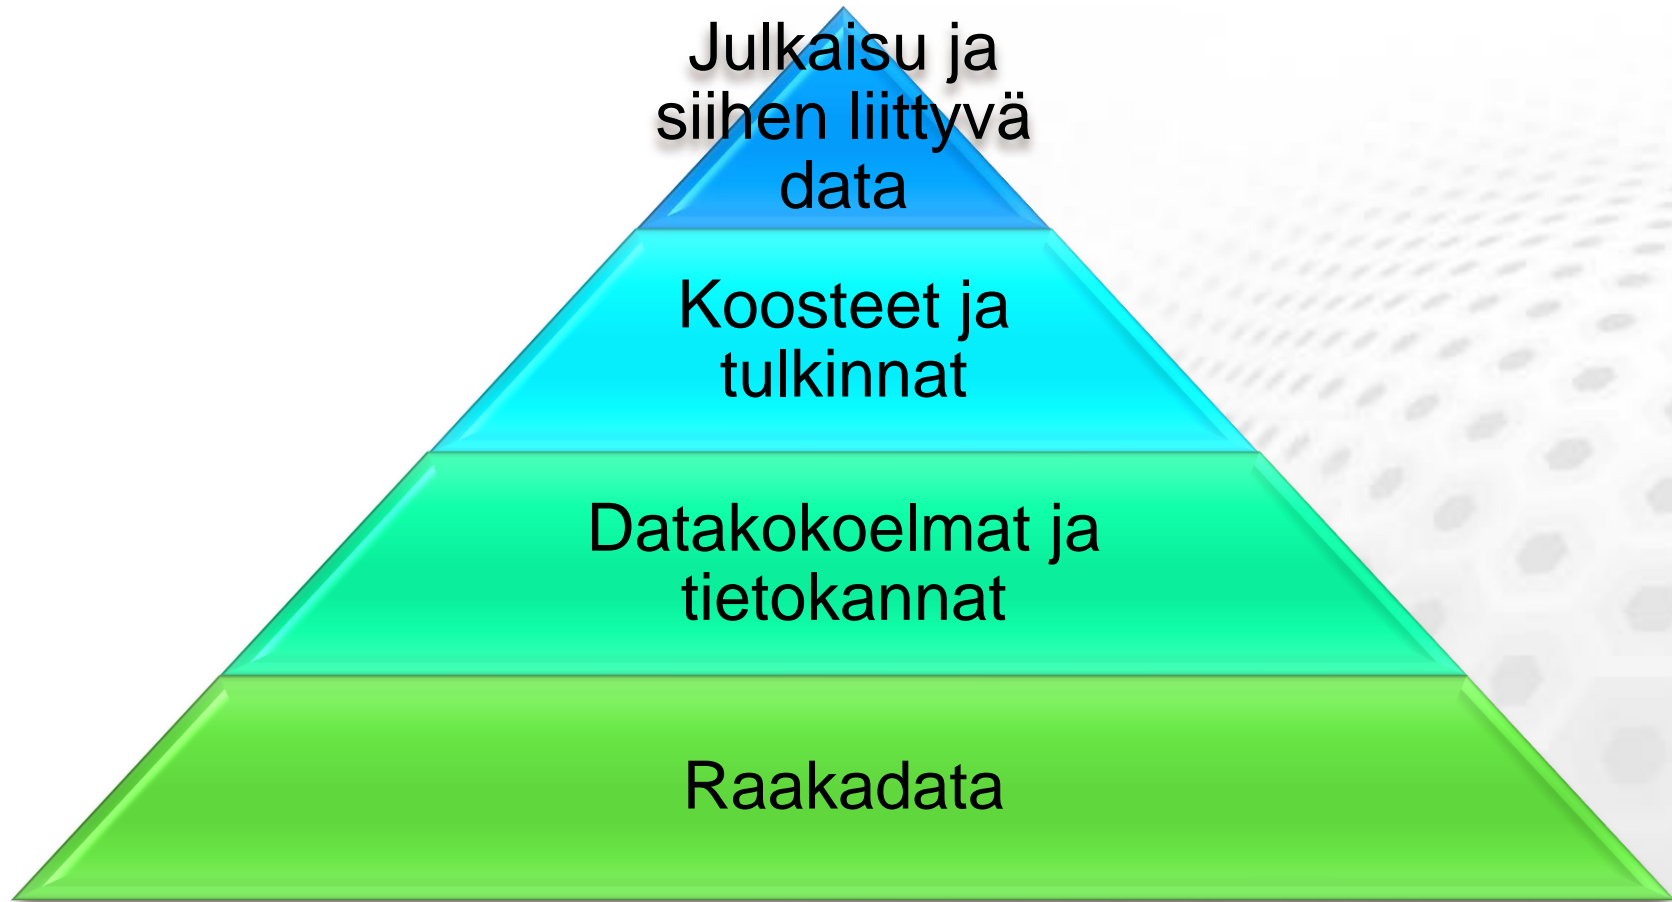 Julkaisu ja
siihen liittyvä
data
Koosteet ja
tulkinnat
Datakokoelmat ja
tietokannat
Raakadata